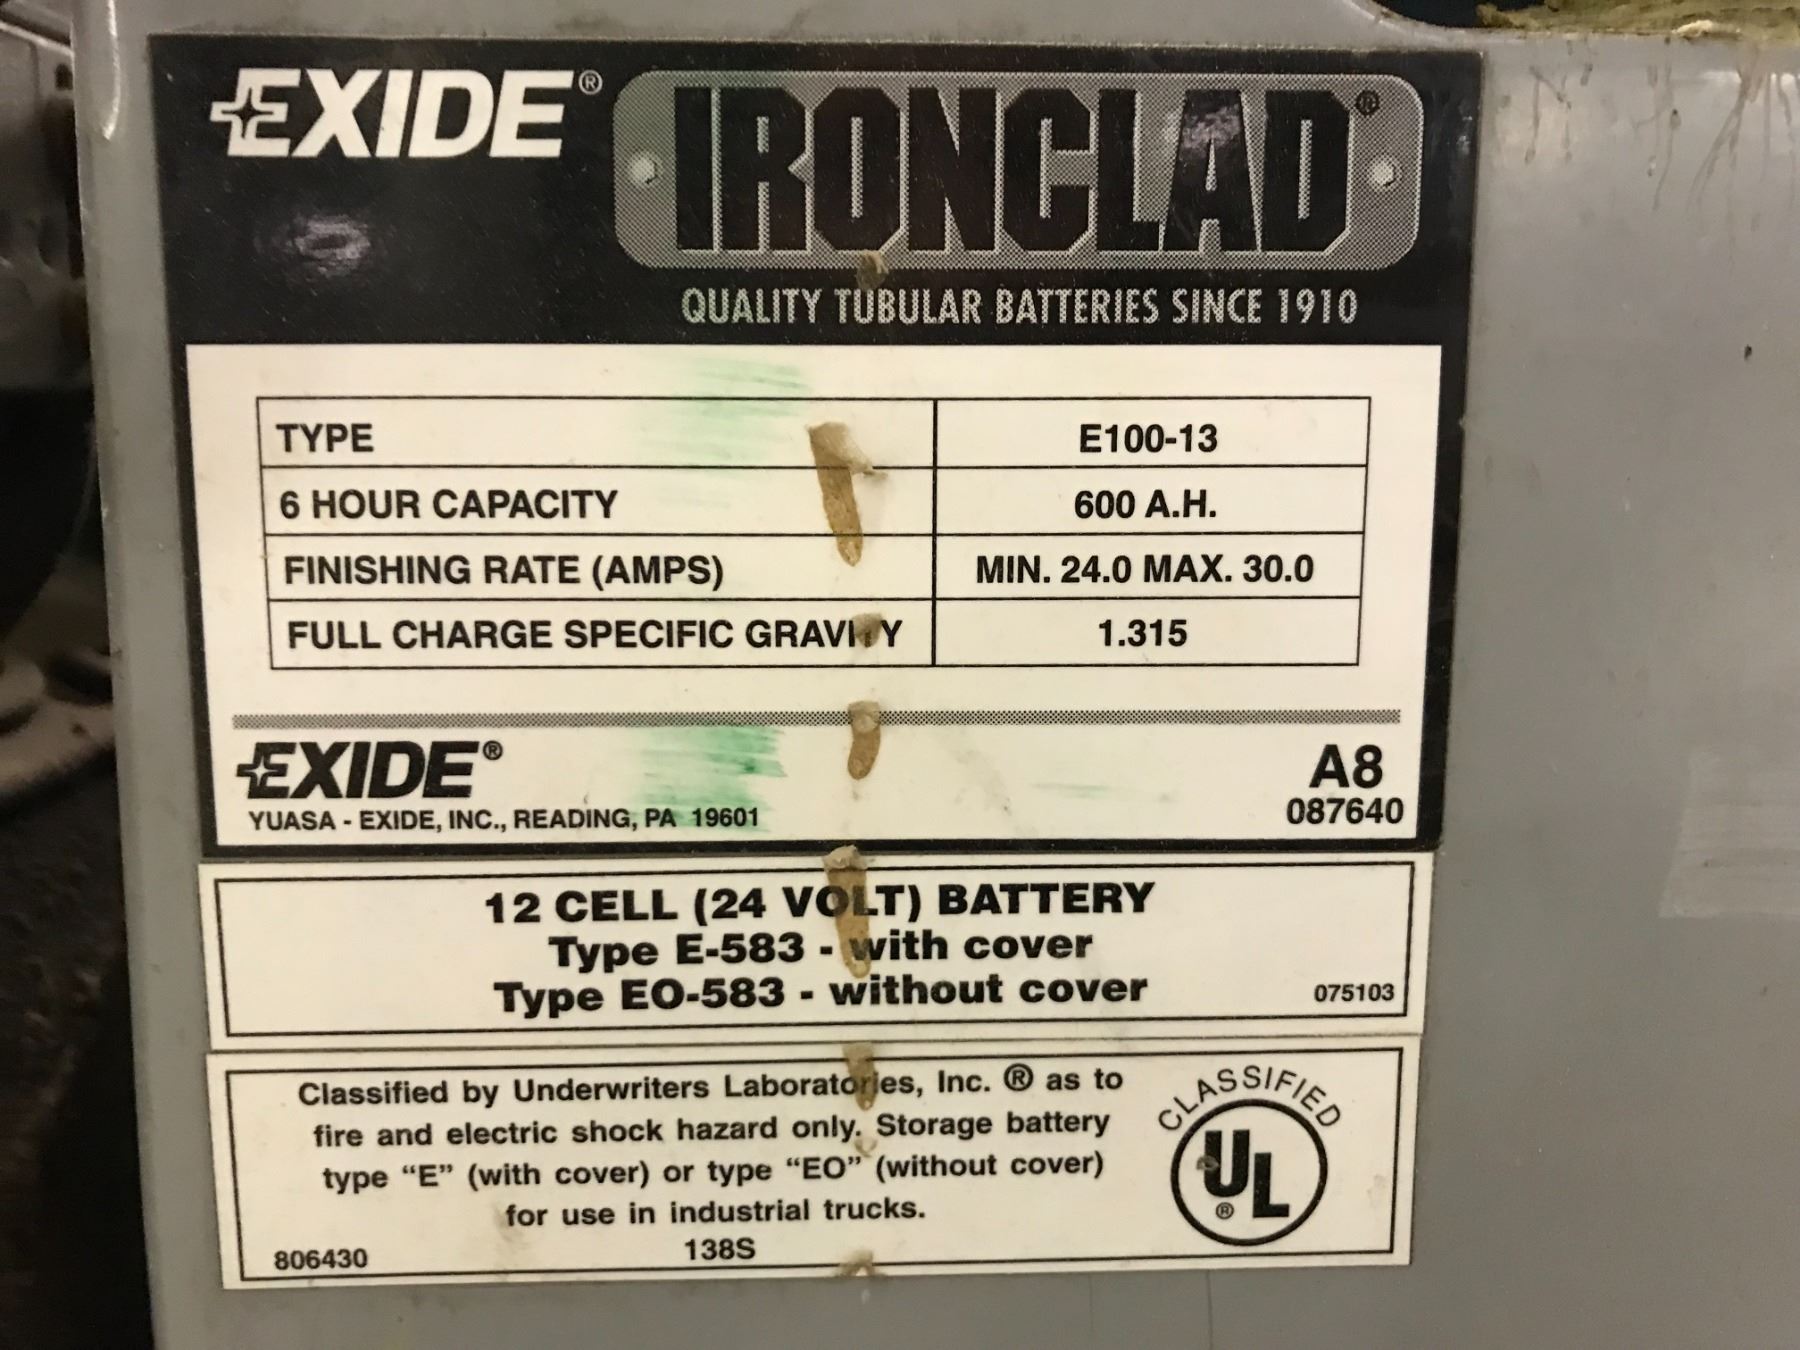 EXIDE® IRONCLAD®
QUALITY TUBULAR BATTERIES SINCE 1910
TYPE E100-13
6 HOUR CAPACITY 600 A.H.
FINISHING RATE (AMPS) MIN. 24.0 MAX. 30.0
FULL CHARGE SPECIFIC GRAVITY 1.315
EXIDE® A8
YUASA - EXIDE, INC., READING, PA 19601 087640
12 CELL (24 VOLT) BATTERY
Type E-583 - with cover
Type EO-583 - without cover 075103
Classified by Underwriters Laboratories, Inc. ® as to
fire and electric shock hazard only. Storage battery
type “E” (with cover) or type “EO” (without cover)
for use in industrial trucks.
806430 138S
CLASSIFIED
UL®